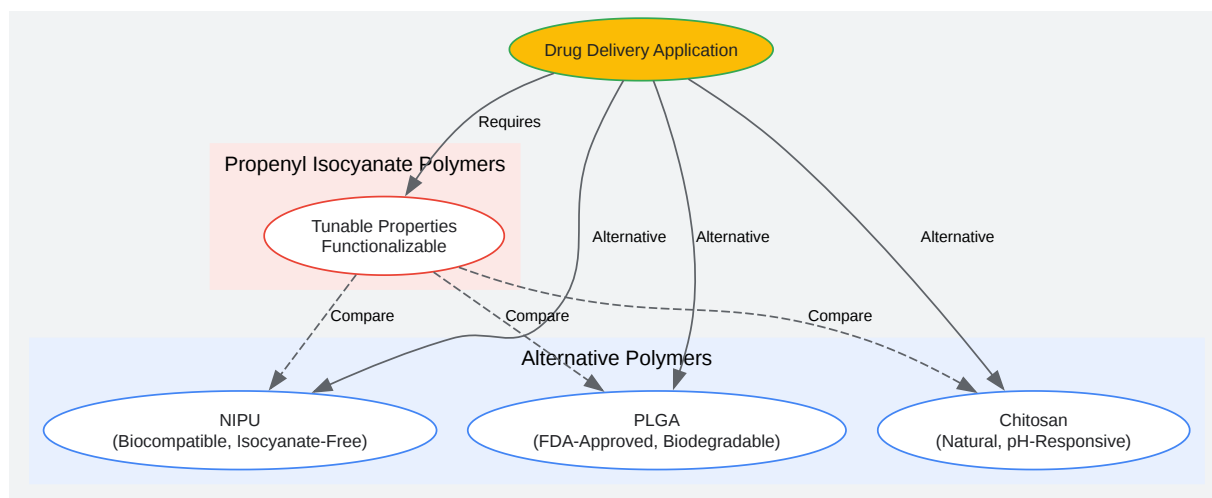 Drug Delivery Application
Requires
Propenyl Isocyanate Polymers
Tunable Properties
Functionalizable
Alternative
Alternative
Alternative
Compare
Compare
Compare
Alternative Polymers
NIPU
(Biocompatible, Isocyanate-Free)
PLGA
(FDA-Approved, Biodegradable)
Chitosan
(Natural, pH-Responsive)